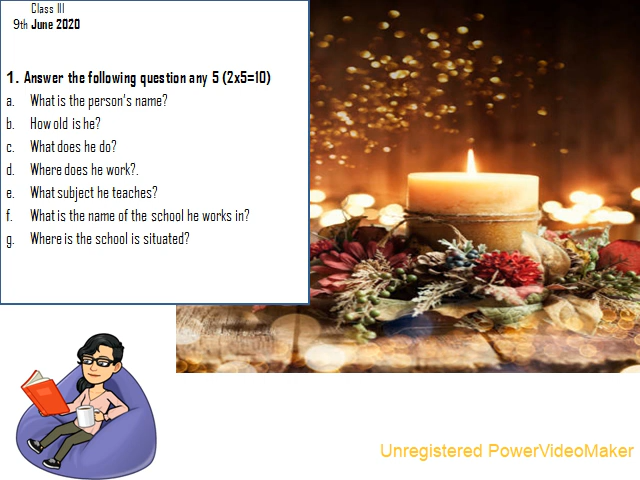 Class III
9th June 2020
1. Answer the following question any 5 (2x5=10)
a. What is the person's name?
b. How old is he?
c. What does he do?
d. Where does he work?.
e. What subject he teaches?
f. What is the name of the school he works in?
g. Where is the school is situated?
Unregistered PowerVideoMaker